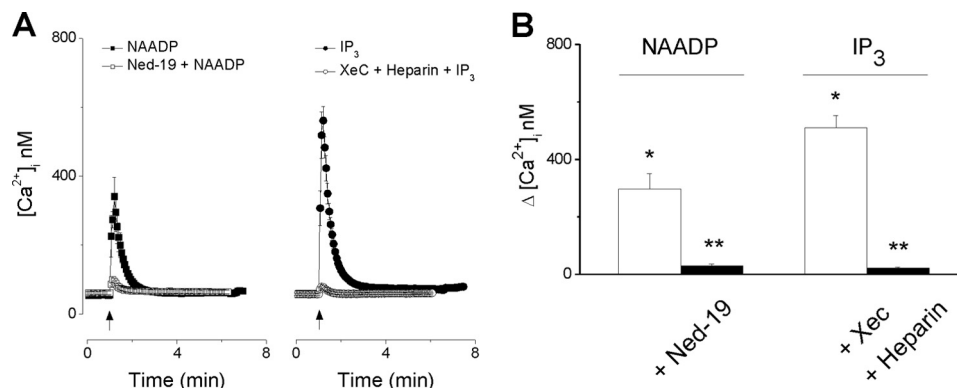 A
800
400
0
[Ca²⁺]ᵢ nM
NAADP
Ned-19 + NAADP
0
4
8
Time (min)
IP₃
XeC + Heparin + IP₃
0
4
8
Time (min)
B
800
400
0
Δ [Ca²⁺]ᵢ nM
NAADP
IP₃
*
**
*
**
+ Ned-19
+ Xec
+ Heparin